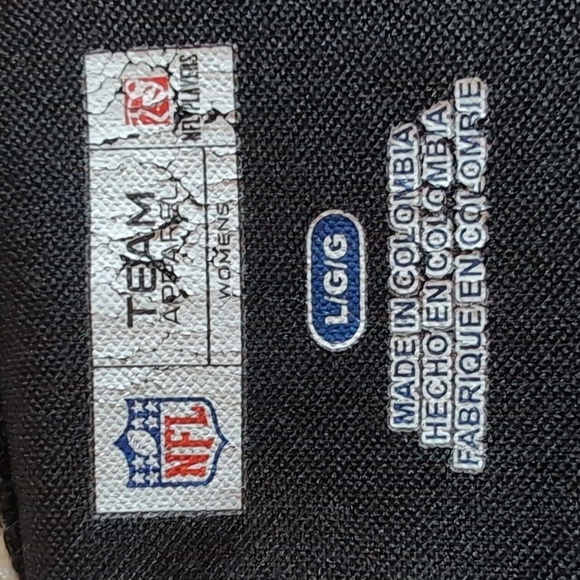 NFL
TEAM
APPAREL
WOMENS
NFL PLAYERS
L/G/G
MADE IN COLOMBIA
HECHO EN COLOMBIA
FABRIQUE EN COLOMBIE